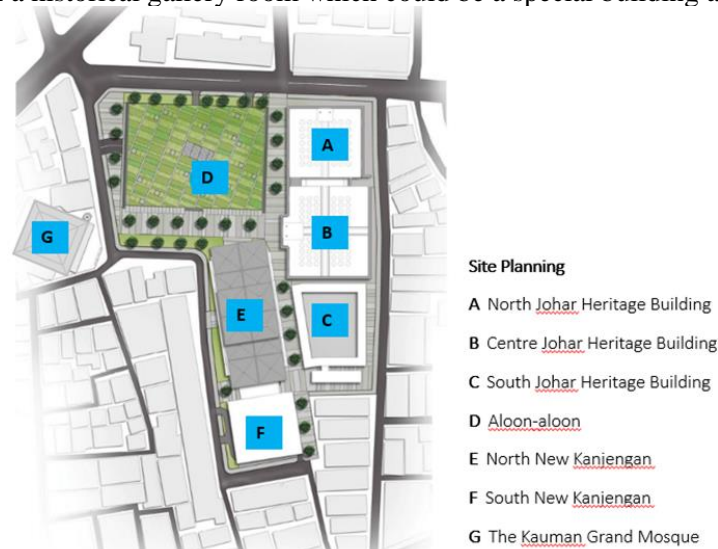 a historical gallery room which could be a special building a
A
D
B
G
E
C
F
Site Planning
A North Johar Heritage Building
B Centre Johar Heritage Building
C South Johar Heritage Building
D Aloon-aloon
E North New Kanjengan
F South New Kanjengan
G The Kauman Grand Mosque